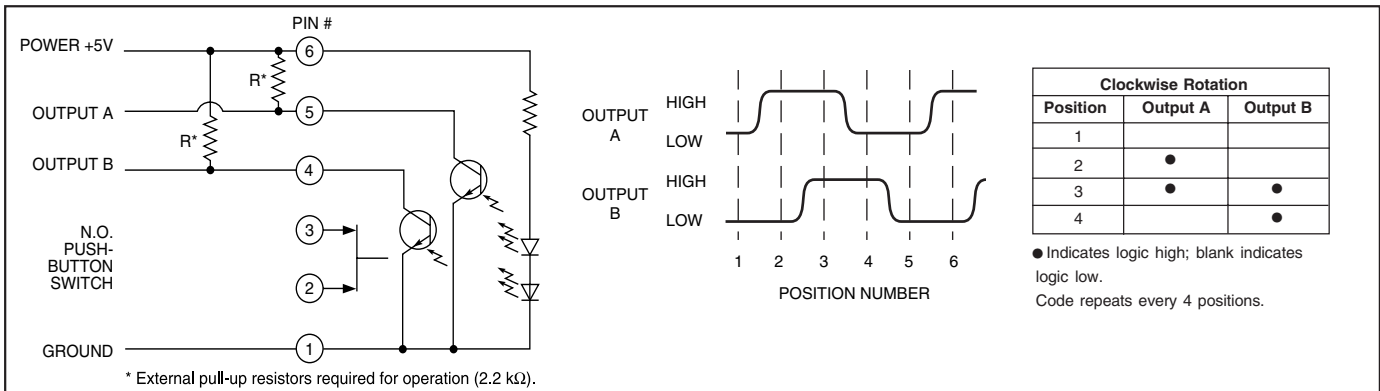 PIN #
POWER +5V
6
R*
OUTPUT A
5
R*
OUTPUT B
4
N.O.
PUSH-
BUTTON
SWITCH
3
2
GROUND
1
* External pull-up resistors required for operation (2.2 kΩ).
OUTPUT
A
HIGH
LOW
OUTPUT
B
HIGH
LOW
1 2 3 4 5 6
POSITION NUMBER
Clockwise Rotation
Position Output A Output B
1
2 ●
3 ● ●
4 ●
● Indicates logic high; blank indicates
logic low.
Code repeats every 4 positions.